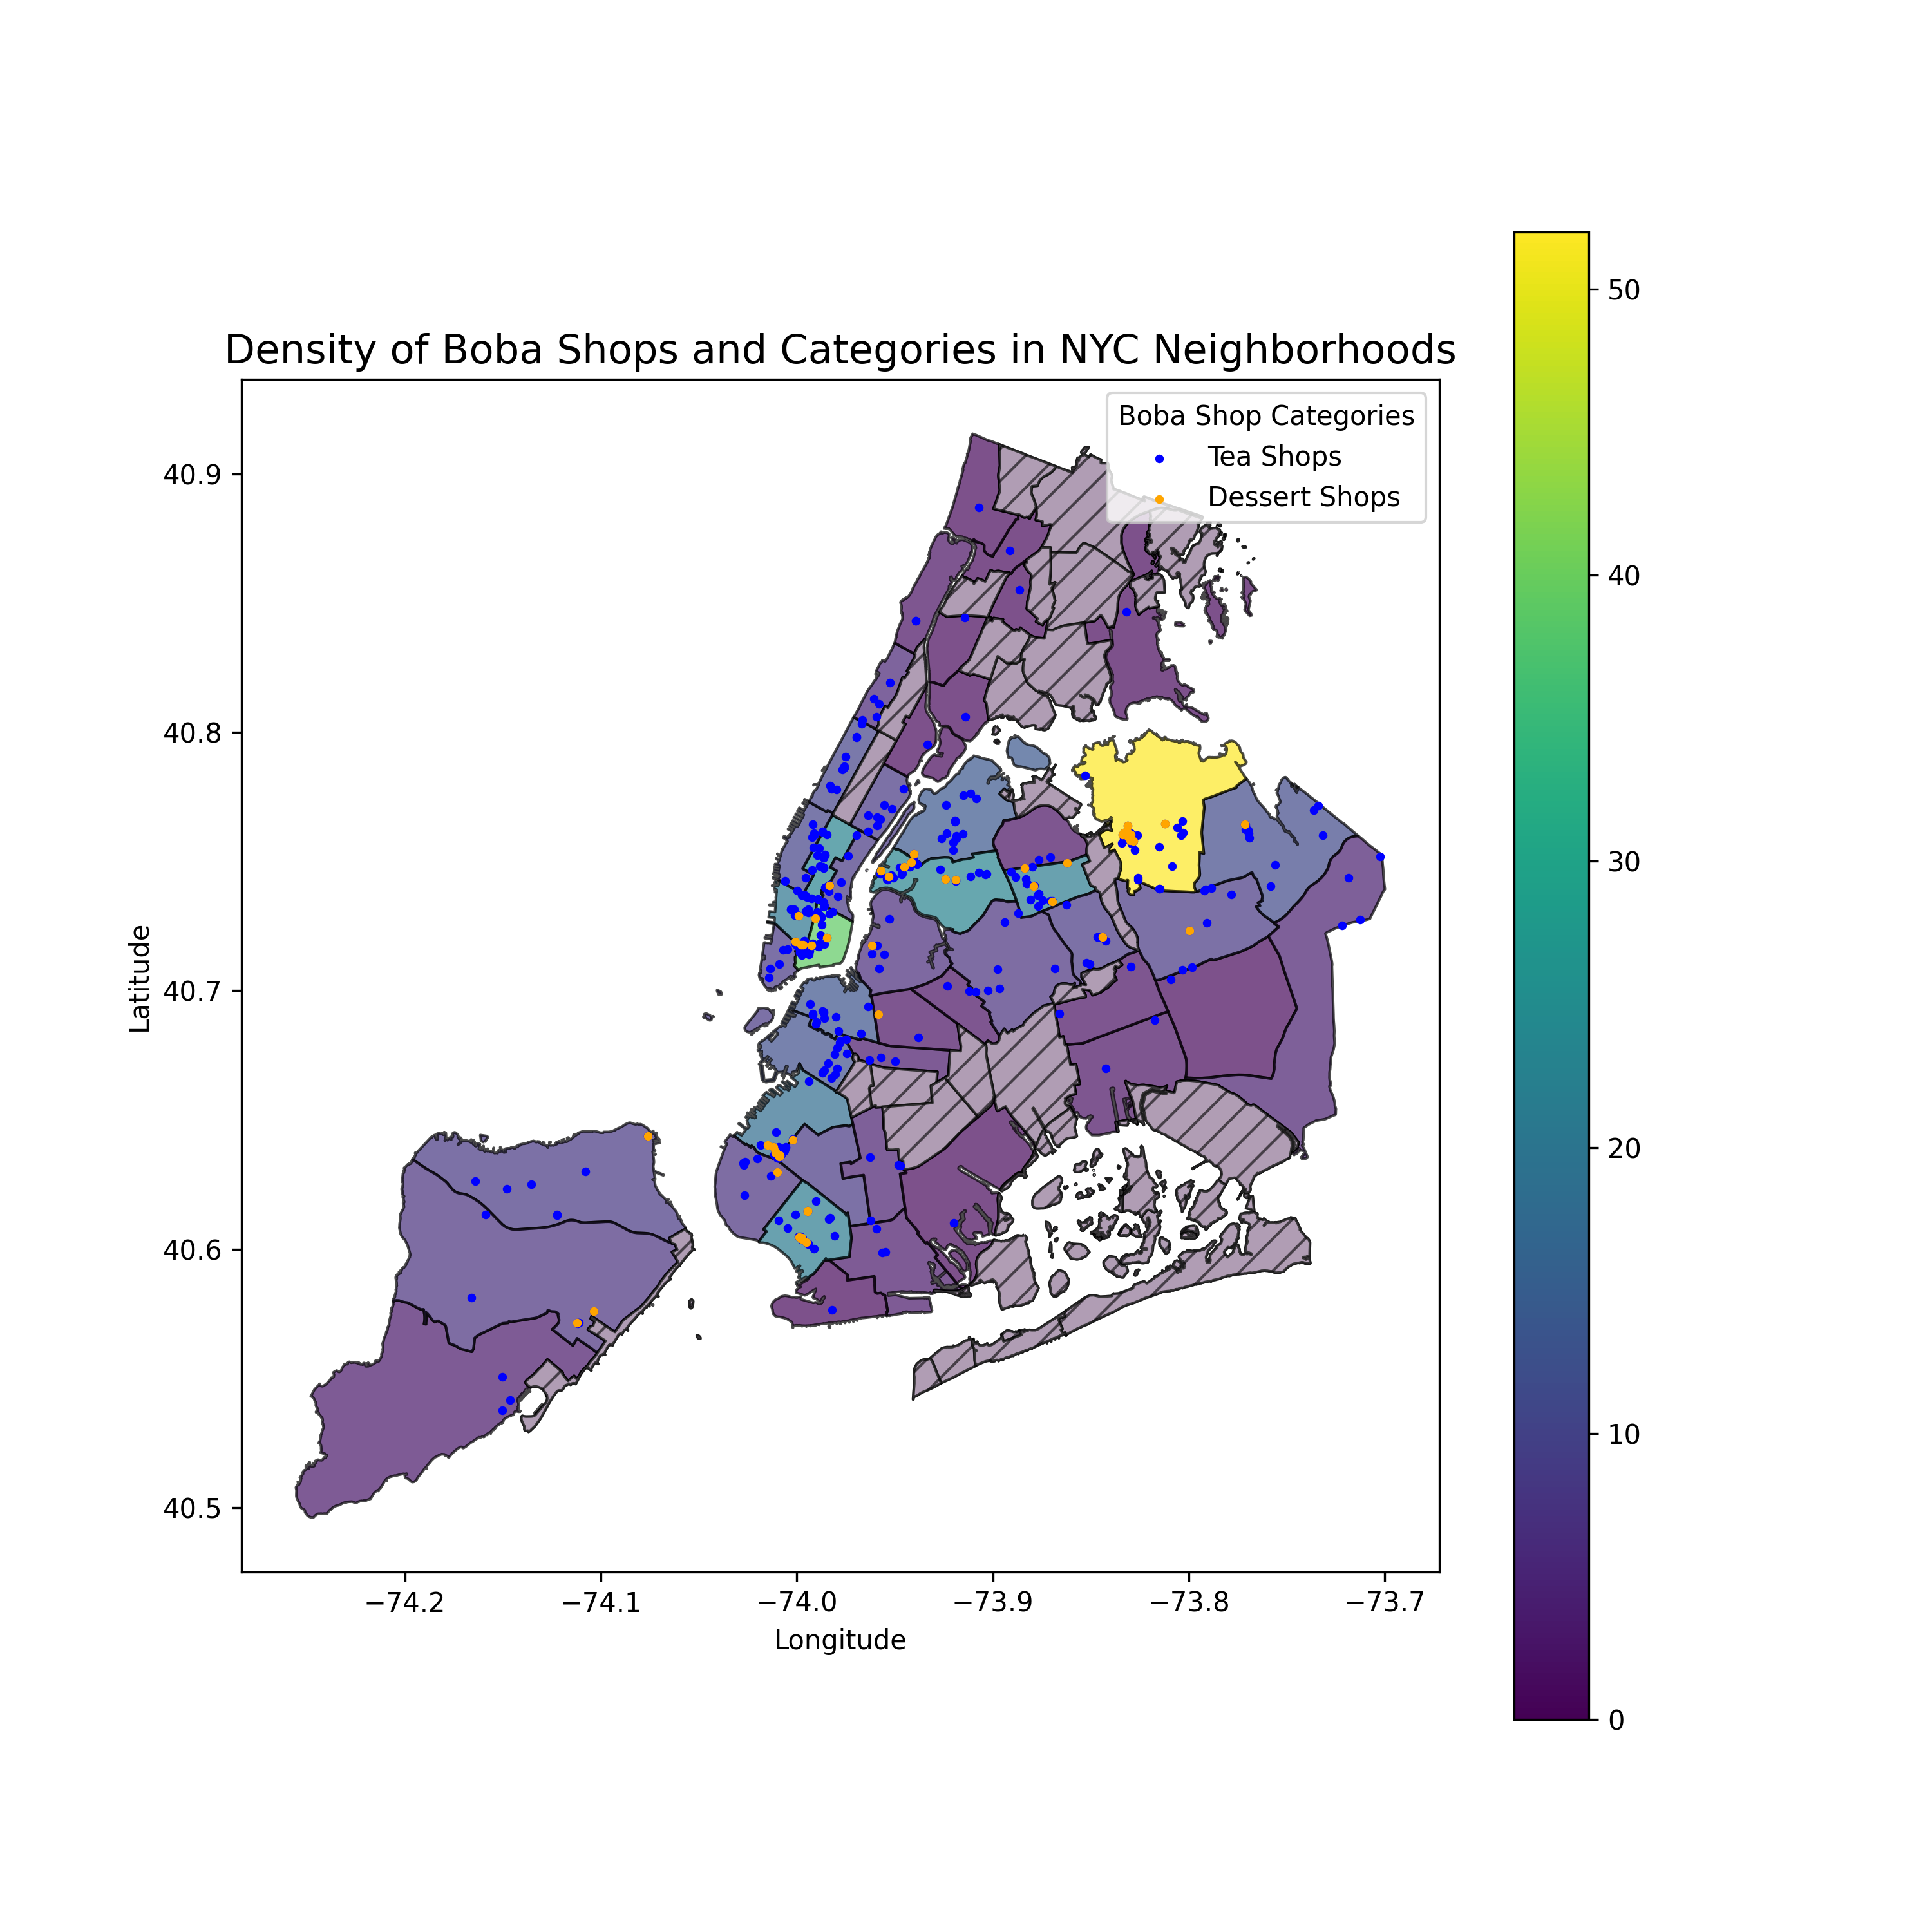 Density of Boba Shops and Categories in NYC Neighborhoods
Boba Shop Categories
Tea Shops
Dessert Shops
Latitude
40.9
40.8
40.7
40.6
40.5
−74.2
−74.1
−74.0
−73.9
−73.8
−73.7
Longitude
50
40
30
20
10
0